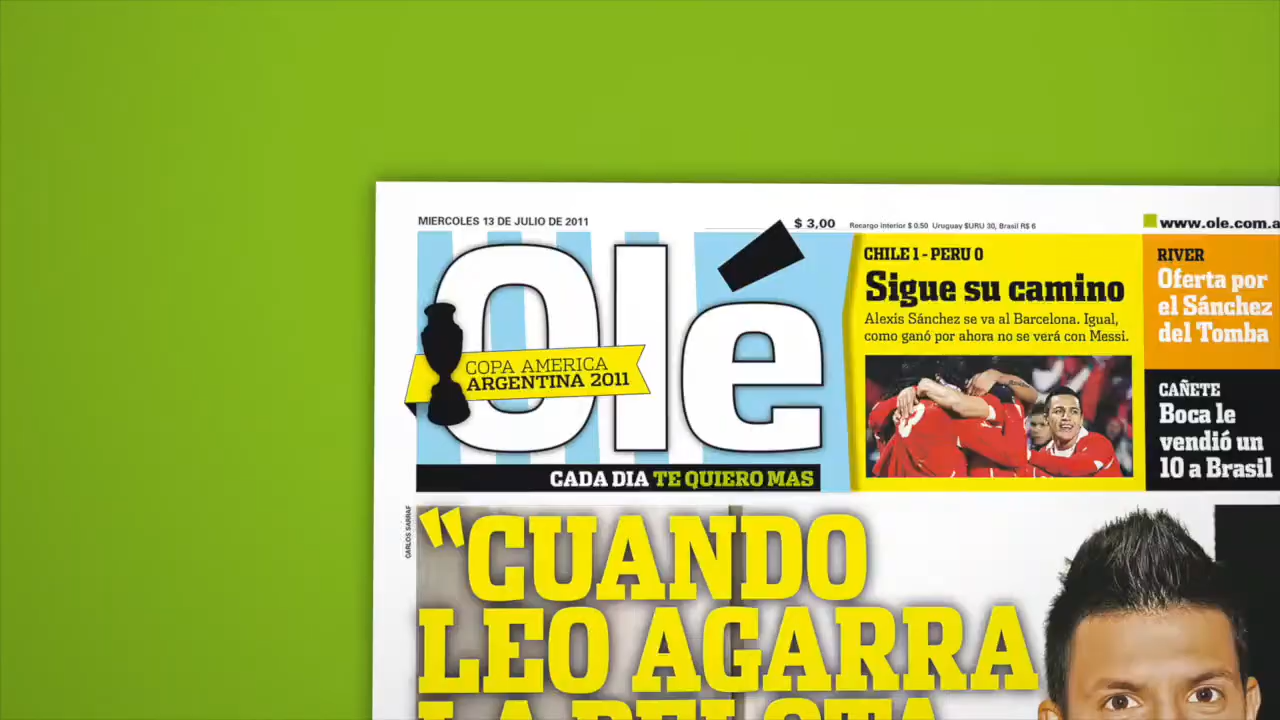 MIERCOLES 13 DE JULIO DE 2011
$ 3,00
Recargo interior $ 0.50 Uruguay $URU 30, Brasil R$ 6
www.ole.com.a
Olé
COPA AMERICA
ARGENTINA 2011
CADA DIA TE QUIERO MAS
CHILE 1 - PERU 0
Sigue su camino
Alexis Sánchez se va al Barcelona. Igual,
como ganó por ahora no se verá con Messi.
RIVER
Oferta por
el Sánchez
del Tomba
CAÑETE
Boca le
vendió un
10 a Brasil
CARLOS SARRAF
“CUANDO
LEO AGARRA
LA PELOTA